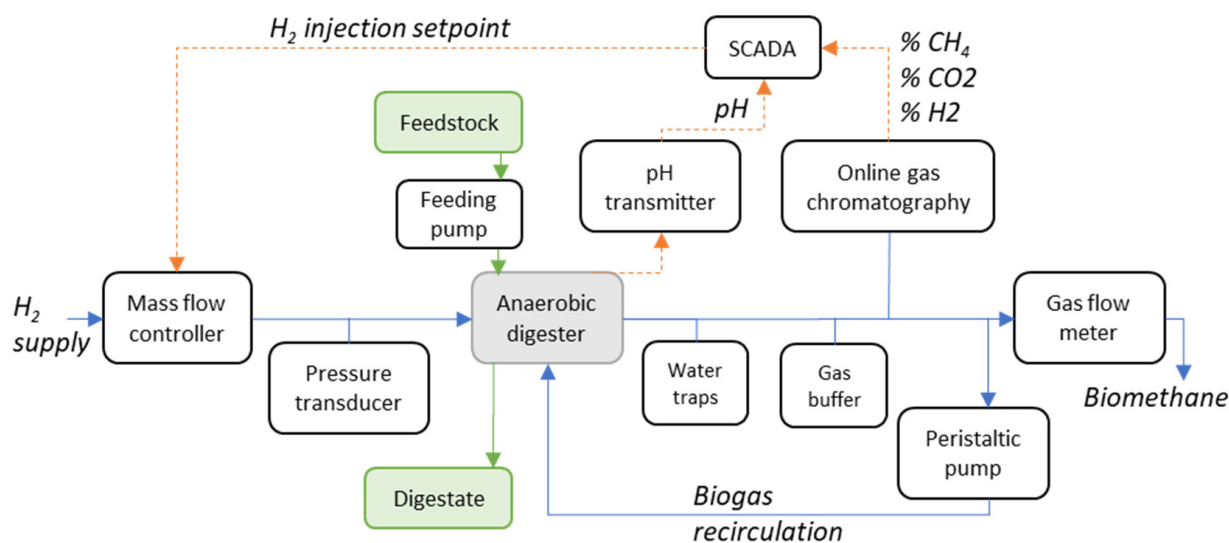 H2 injection setpoint
SCADA
% CH4
% CO2
% H2
pH
Feedstock
Feeding
pump
pH
transmitter
Online gas
chromatography
H2
supply
Mass flow
controller
Anaerobic
digester
Gas flow
meter
Pressure
transducer
Water
traps
Gas
buffer
Biomethane
Peristaltic
pump
Digestate
Biogas
recirculation